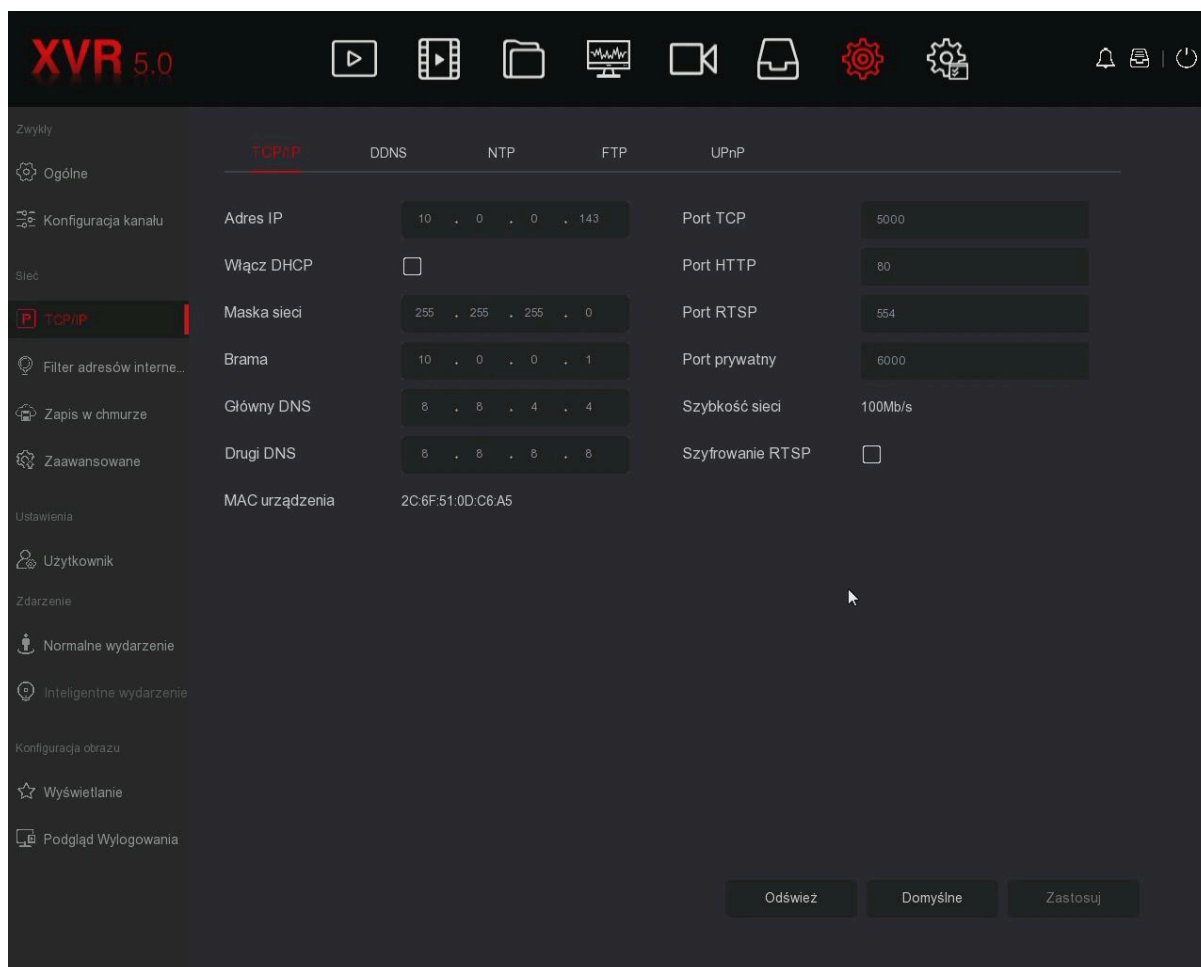 XVR 5.0
Zwykły
Ogólne
Konfiguracja kanału
Sieć
P TCP/IP
Filter adresów interne...
Zapis w chmurze
Zaawansowane
Ustawienia
Użytkownik
Zdarzenie
Normalne wydarzenie
Inteligentne wydarzenie
Konfiguracja obrazu
Wyświetlanie
Podgląd Wylogowania
TCP/IP DDNS NTP FTP UPnP
Adres IP 10 . 0 . 0 . 143 Port TCP 5000
Włącz DHCP Port HTTP 80
Maska sieci 255 . 255 . 255 . 0 Port RTSP 554
Brama 10 . 0 . 0 . 1 Port prywatny 6000
Główny DNS 8 . 8 . 4 . 4 Szybkość sieci 100Mb/s
Drugi DNS 8 . 8 . 8 . 8 Szyfrowanie RTSP
MAC urządzenia 2C:6F:51:0D:C6:A5
Odśwież Domyślne Zastosuj